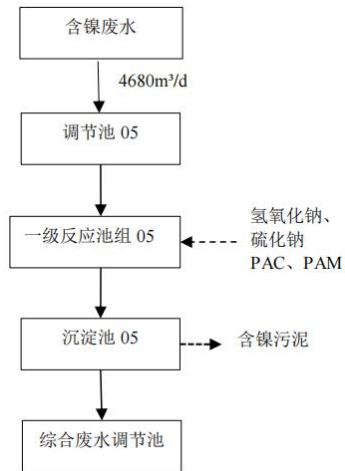 含镍废水
4680m³/d
调节池 05
一级反应池组 05
氢氧化钠、
硫化钠
PAC、PAM
沉淀池 05
含镍污泥
综合废水调节池